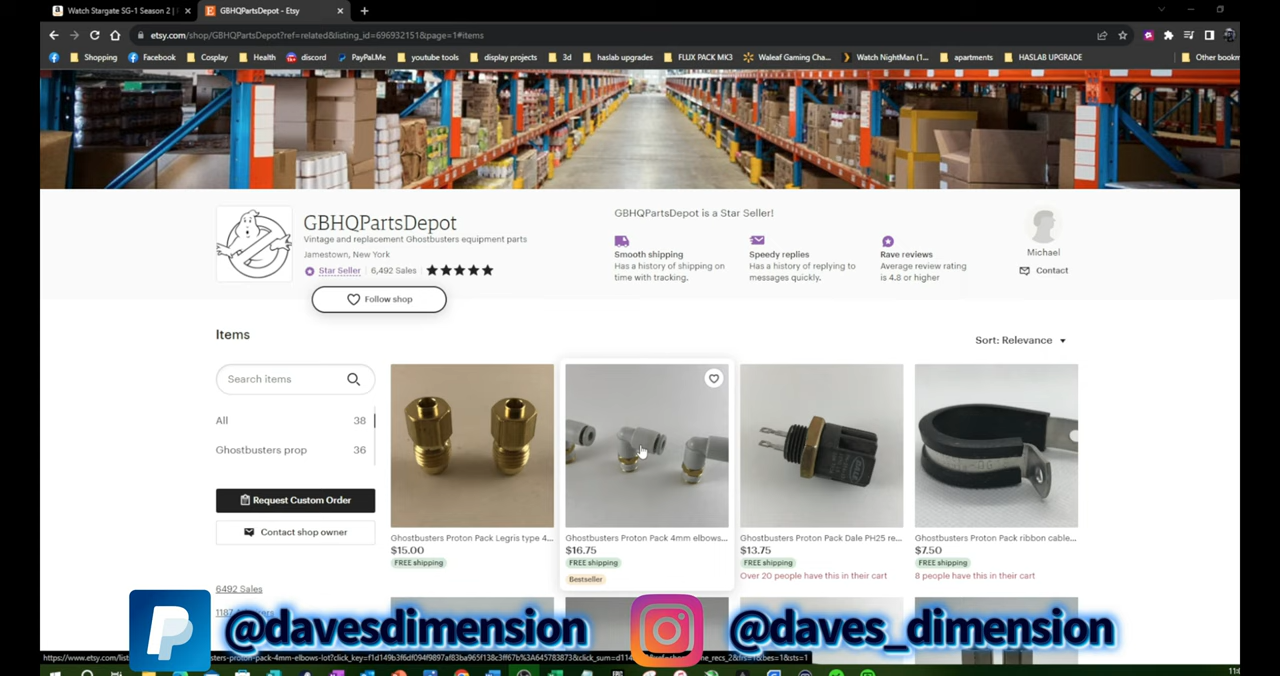 Watch Stargate SG-1 Season 2 |
GBHQPartsDepot - Etsy
etsy.com/shop/GBHQPartsDepot?ref=related&listing_id=696932151&page=1#items
Shopping
Facebook
Cosplay
Health
discord
PayPal.Me
youtube tools
display projects
3d
haslab upgrades
FLUX PACK MK3
Waleaf Gaming Cha...
Watch NightMan (1...
apartments
HASLAB UPGRADE
Other bookm
GBHQPartsDepot
Vintage and replacement Ghostbusters equipment parts
Jamestown, New York
Star Seller
6,492 Sales
Follow shop
GBHQPartsDepot is a Star Seller!
Smooth shipping
Has a history of shipping on
time with tracking.
Speedy replies
Has a history of replying to
messages quickly.
Rave reviews
Average review rating
is 4.8 or higher
Michael
Contact
Items
Sort: Relevance
Search items
All 38
Ghostbusters prop 36
Request Custom Order
Contact shop owner
6492 Sales
Ghostbusters Proton Pack Legris type 4...
$15.00
FREE shipping
Ghostbusters Proton Pack 4mm elbows...
$16.75
FREE shipping
Bestseller
Ghostbusters Proton Pack Dale PH25 re...
$13.75
FREE shipping
Over 20 people have this in their cart
Ghostbusters Proton Pack ribbon cable...
$7.50
FREE shipping
8 people have this in their cart
@davesdimension
@daves_dimension